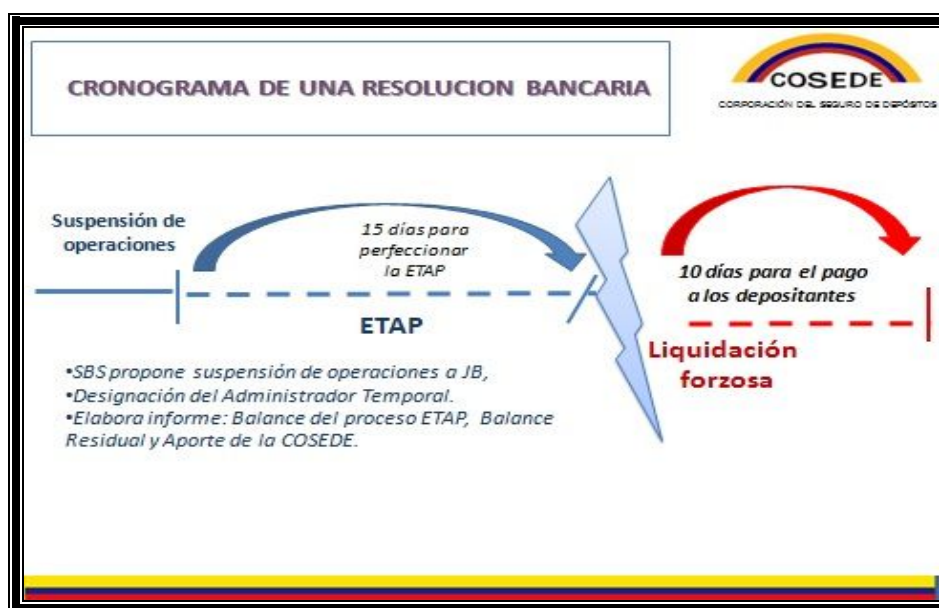 CRONOGRAMA DE UNA RESOLUCION BANCARIA
COSEDE
CORPORACIÓN DEL SEGURO DE DEPÓSITOS
Suspensión de
operaciones
15 días para
perfeccionar
la ETAP
10 días para el pago
a los depositantes
ETAP
Liquidación
forzosa
•SBS propone suspensión de operaciones a JB,
•Designación del Administrador Temporal.
•Elabora informe: Balance del proceso ETAP, Balance
Residual y Aporte de la COSEDE.